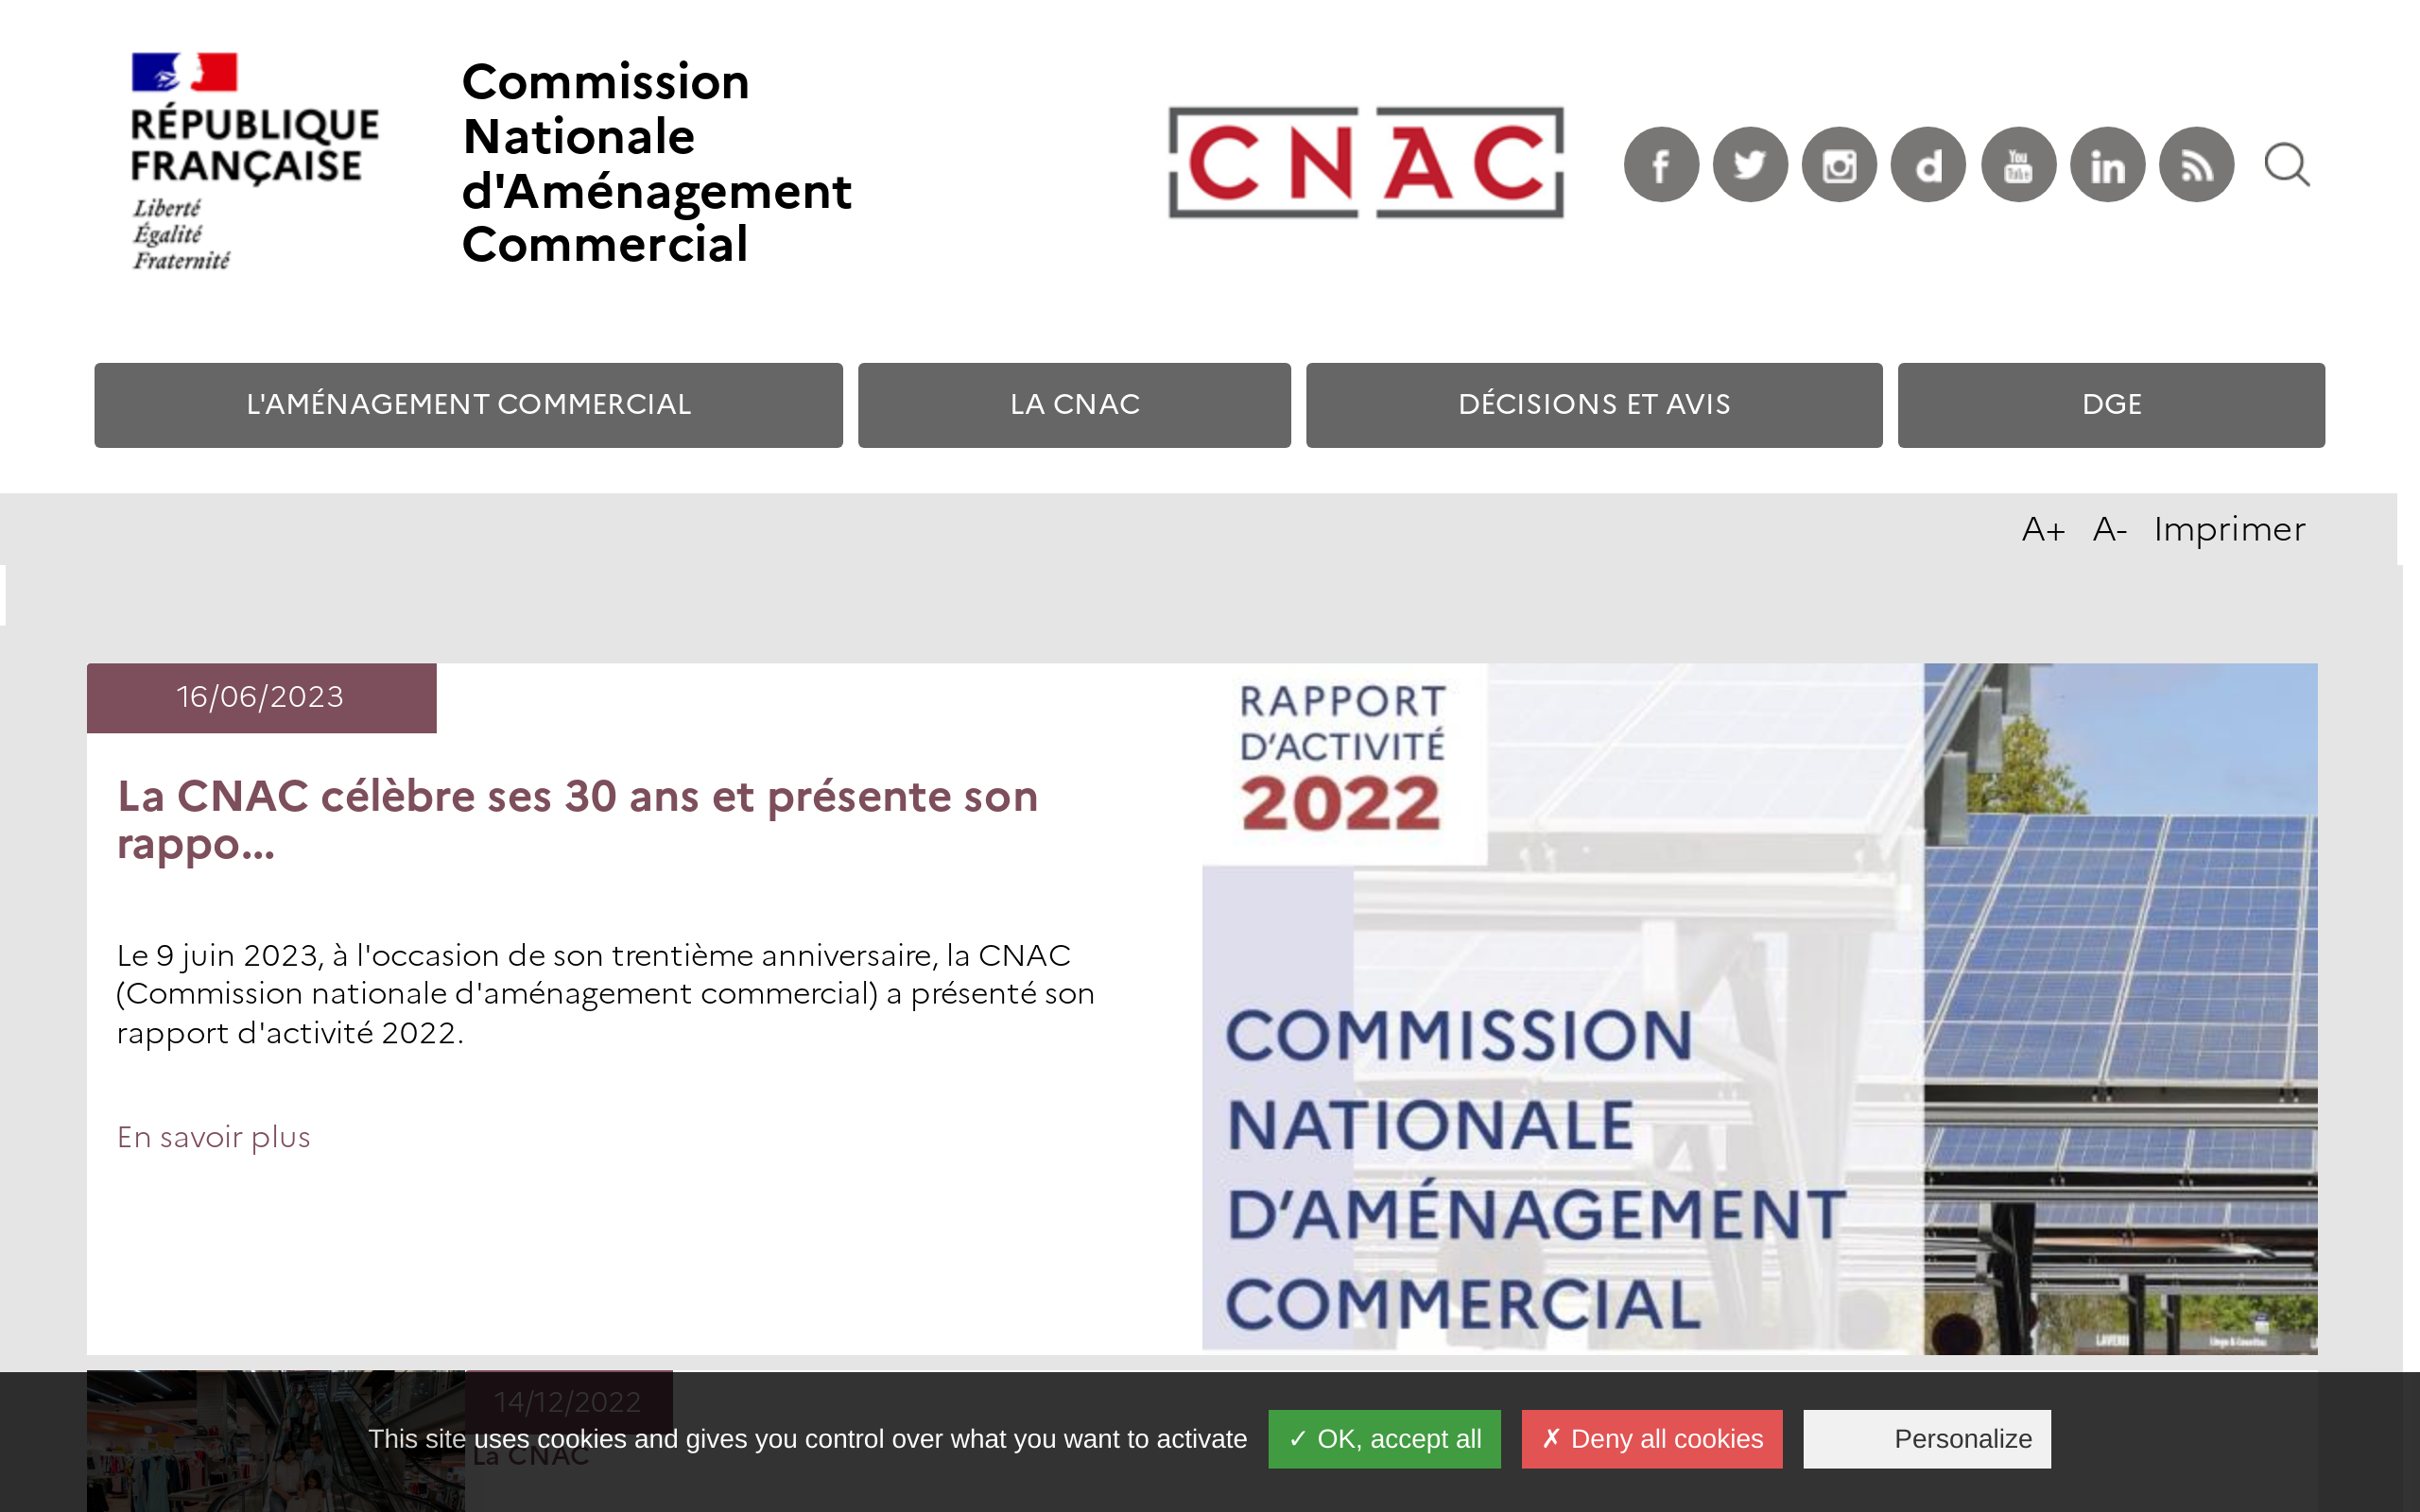 RÉPUBLIQUE
FRANÇAISE
Liberté
Égalité
Fraternité
Commission
Nationale
d'Aménagement
Commercial
CNAC
f
d
You
Tube
in
L'AMÉNAGEMENT COMMERCIAL
LA CNAC
DÉCISIONS ET AVIS
DGE
A+ A- Imprimer
16/06/2023
La CNAC célèbre ses 30 ans et présente son
rappo...
Le 9 juin 2023, à l'occasion de son trentième anniversaire, la CNAC
(Commission nationale d'aménagement commercial) a présenté son
rapport d'activité 2022.
En savoir plus
RAPPORT
D'ACTIVITÉ
2022
COMMISSION
NATIONALE
D'AMÉNAGEMENT
COMMERCIAL
14/12/2022
La CNAC
This site uses cookies and gives you control over what you want to activate
✓ OK, accept all
✗ Deny all cookies
Personalize